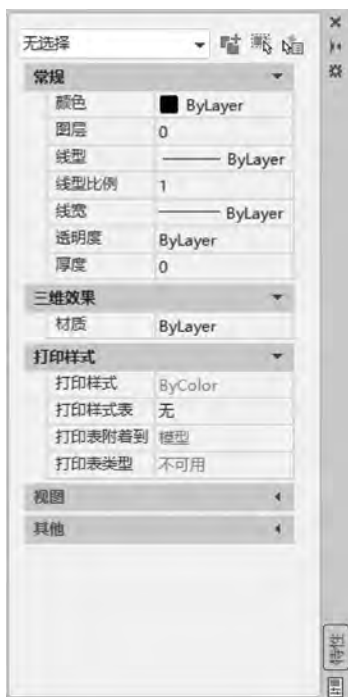 无选择
常规
颜色 ByLayer
图层 0
线型 ByLayer
线型比例 1
线宽 ByLayer
透明度 ByLayer
厚度 0
三维效果
材质 ByLayer
打印样式
打印样式 ByColor
打印样式表 无
打印表附着到 模型
打印表类型 不可用
视图
其他
特性